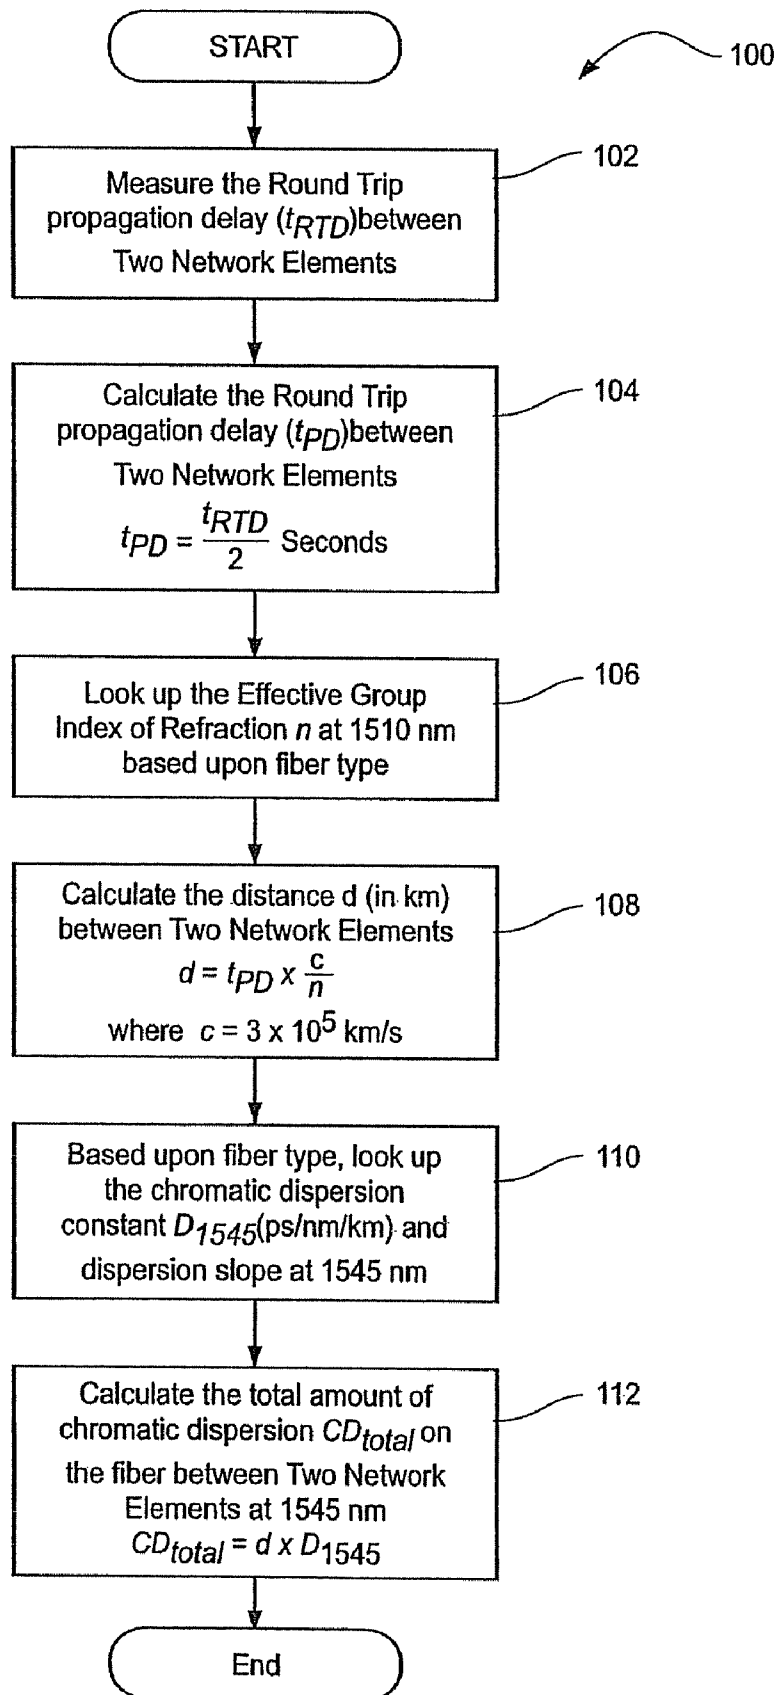 START
100
102
Measure the Round Trip
propagation delay (tRTD)between
Two Network Elements
104
Calculate the Round Trip
propagation delay (tPD)between
Two Network Elements
tPD = tRTD/2 Seconds
106
Look up the Effective Group
Index of Refraction n at 1510 nm
based upon fiber type
108
Calculate the distance d (in km)
between Two Network Elements
d = tPD x c/n
where c = 3 x 10^5 km/s
110
Based upon fiber type, look up
the chromatic dispersion
constant D1545(ps/nm/km) and
dispersion slope at 1545 nm
112
Calculate the total amount of
chromatic dispersion CDtotal on
the fiber between Two Network
Elements at 1545 nm
CDtotal = d x D1545
End